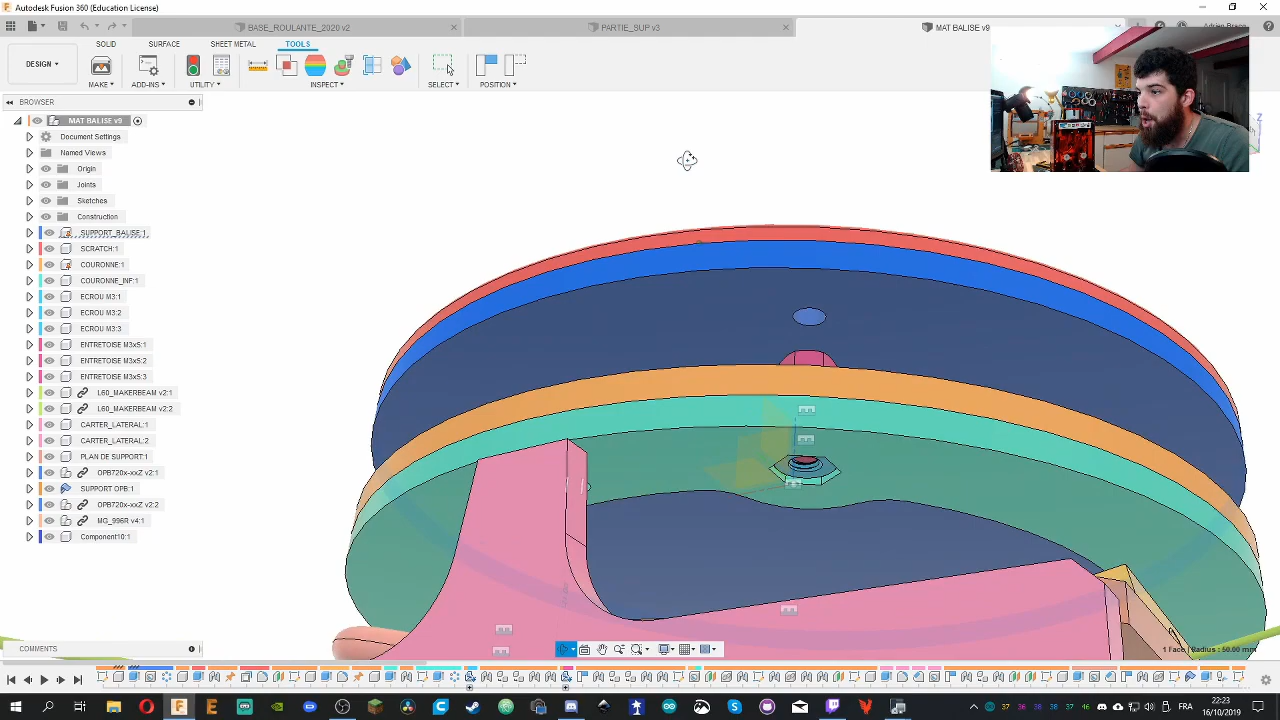 Autodesk Fusion 360 (Education License)
BASE_ROULANTE_2020 v2
PARTIE_SUP v3
MAT BALISE v9
SOLID
SURFACE
SHEET METAL
TOOLS
DESIGN
MAKE
ADD-INS
UTILITY
INSPECT
SELECT
POSITION
BROWSER
MAT BALISE v9
Document Settings
Named Views
Origin
Joints
Sketches
Construction
SUPPORT_BALISE:1
SCRATCH:1
COURONNE:1
COURONNE_INF:1
ECROU M3:1
ECROU M3:2
ECROU M3:3
ENTRETOISE M3x5:1
ENTRETOISE M3x5:2
ENTRETOISE M3x5:3
L60_MAKERBEAM v2:1
L60_MAKERBEAM v2:2
CARTER_LATERAL:1
CARTER_LATERAL:2
PLAN DE SUPPORT:1
OPB720x-xxZ v2:1
SUPPORT OPB:1
OPB720x-xxZ v2:2
MG_996R v4:1
Component10:1
COMMENTS
1 Face | Radius : 50.00 mm
37 36 38 38
22:23
16/10/2019